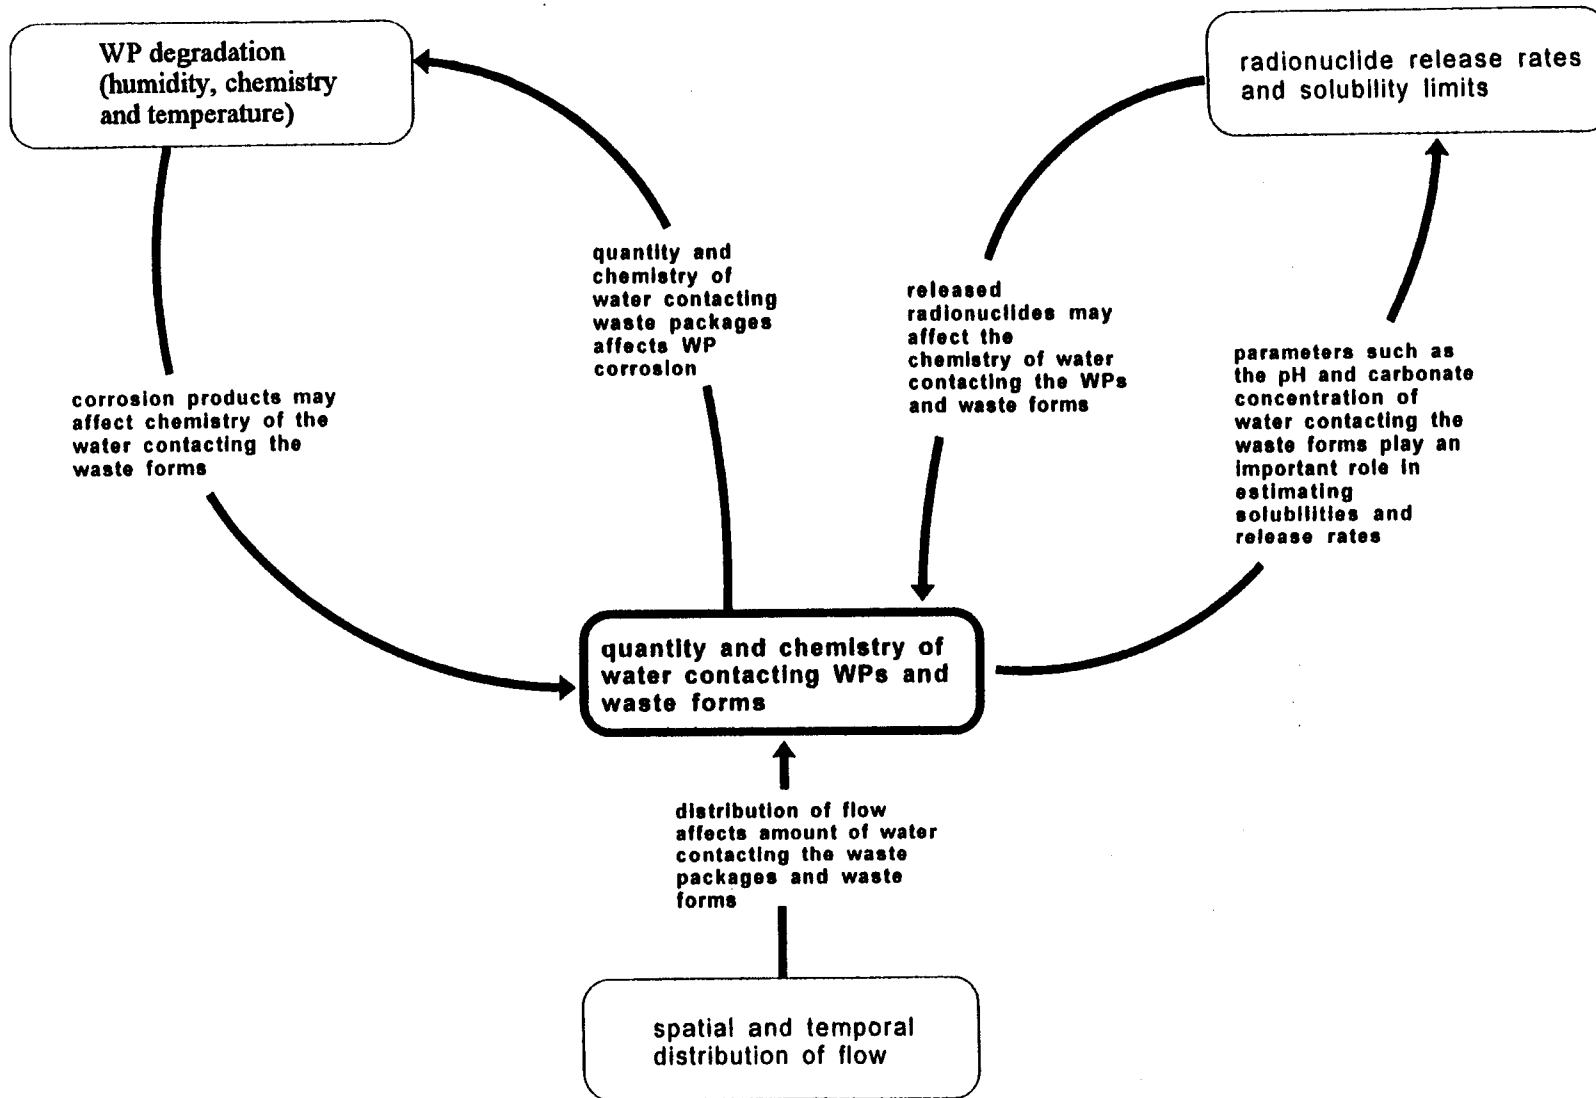 WP degradation
(humidity, chemistry
and temperature)
radionuclide release rates
and solubility limits
quantity and
chemistry of
water contacting
waste packages
affects WP
corrosion
released
radionuclides may
affect the
chemistry of water
contacting the WPs
and waste forms
parameters such as
the pH and carbonate
concentration of
water contacting the
waste forms play an
important role in
estimating
solubilities and
release rates
corrosion products may
affect chemistry of the
water contacting the
waste forms
quantity and chemistry of
water contacting WPs and
waste forms
distribution of flow
affects amount of water
contacting the waste
packages and waste
forms
spatial and temporal
distribution of flow